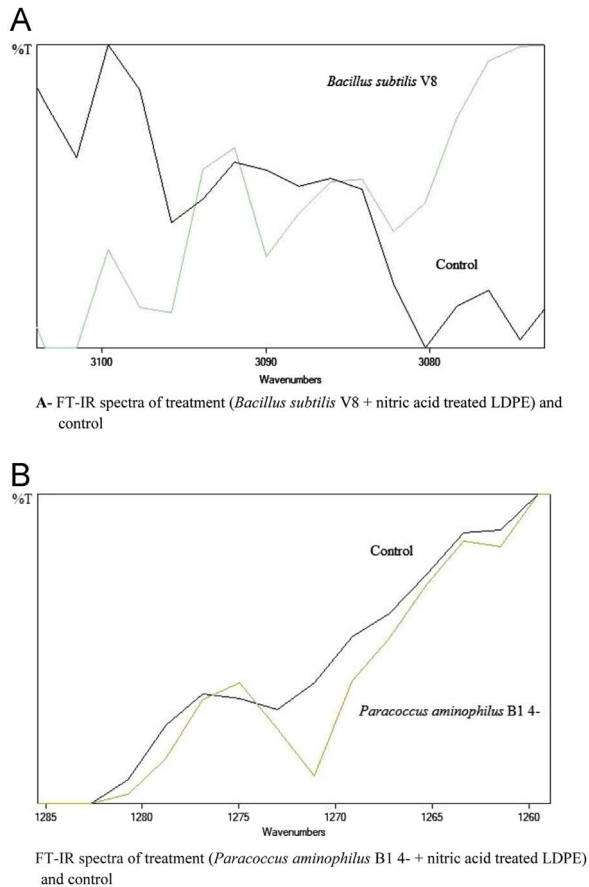 A
%T
Bacillus subtilis V8
Control
3100 3090 3080
Wavenumbers
A- FT-IR spectra of treatment (Bacillus subtilis V8 + nitric acid treated LDPE) and
control
B
%T
Control
Paracoccus aminophilus B1 4-
1285 1280 1275 1270 1265 1260
Wavenumbers
FT-IR spectra of treatment (Paracoccus aminophilus B1 4- + nitric acid treated LDPE)
and control